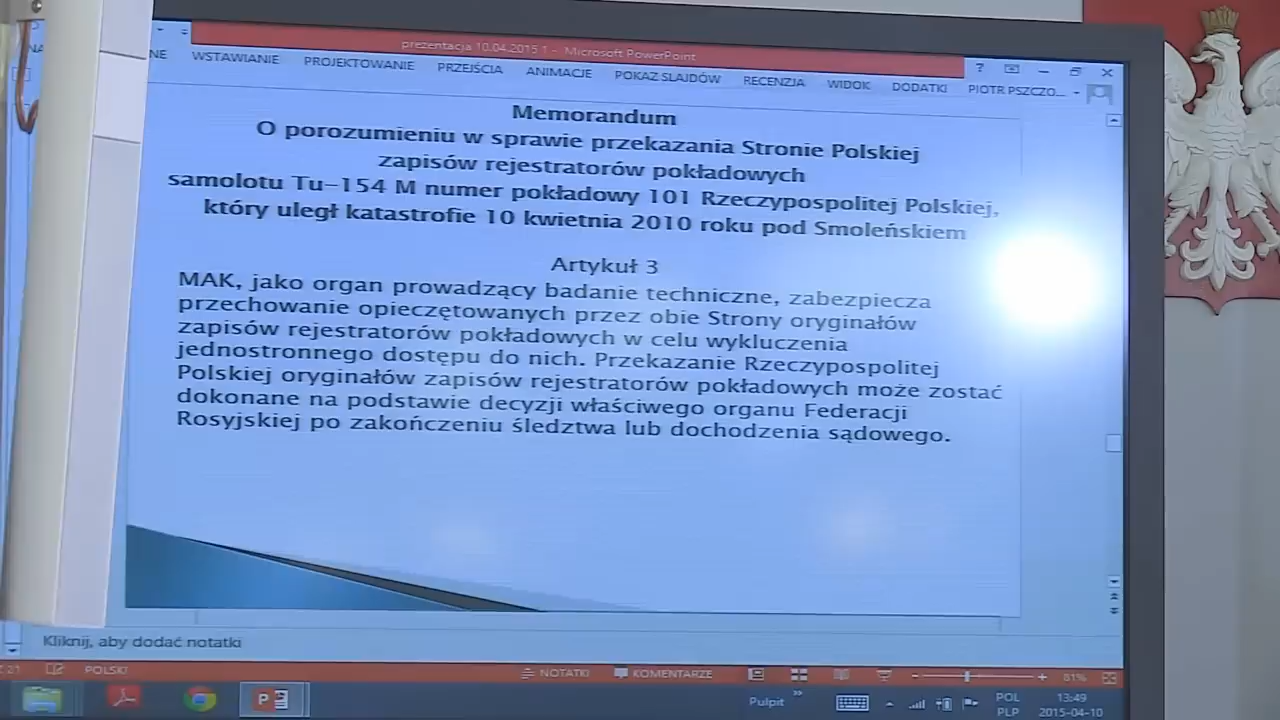 prezentacja 10.04.2015 1 - Microsoft PowerPoint
NE WSTAWIANIE PROJEKTOWANIE PRZEJŚCIA ANIMACJE POKAZ SLAJDÓW RECENZJA WIDOK DODATKI PIOTR PSZCZO...
Memorandum
O porozumieniu w sprawie przekazania Stronie Polskiej
zapisów rejestratorów pokładowych
samolotu Tu-154 M numer pokładowy 101 Rzeczypospolitej Polskiej,
który uległ katastrofie 10 kwietnia 2010 roku pod Smoleńskiem
Artykuł 3
MAK, jako organ prowadzący badanie techniczne, zabezpiecza
przechowanie opieczętowanych przez obie Strony oryginałów
zapisów rejestratorów pokładowych w celu wykluczenia
jednostronnego dostępu do nich. Przekazanie Rzeczypospolitej
Polskiej oryginałów zapisów rejestratorów pokładowych może zostać
dokonane na podstawie decyzji właściwego organu Federacji
Rosyjskiej po zakończeniu śledztwa lub dochodzenia sądowego.
Kliknij, aby dodać notatki
POLSKI NOTATKI KOMENTARZE 81%
Pulpit POL 13:49
PLP 2015-04-10